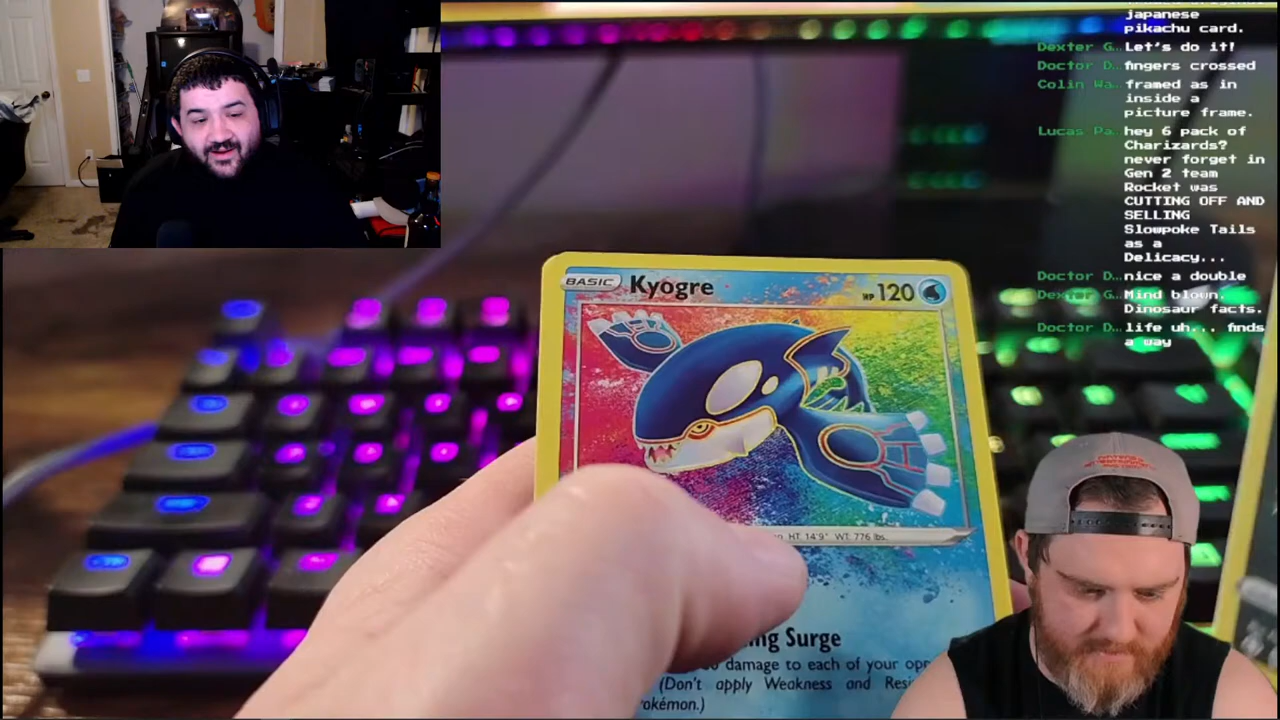 japanese
pikachu card.
Dexter G.. Let's do it!
Doctor D.. fingers crossed
Colin Wa.. framed as in
inside a
picture frame.
Lucas Pa.. hey 6 pack of
Charizards?
never forget in
Gen 2 team
Rocket was
CUTTING OFF AND
SELLING
Slowpoke Tails
as a
Delicacy...
Doctor D.. nice a double
Dexter G.. Mind blown.
Dinosaur facts.
Doctor D.. life uh... finds
a way
BASIC Kyogre HP 120
HT: 14'9" WT: 776 lbs.
Surge
damage to each of your
(Don't apply Weakness and